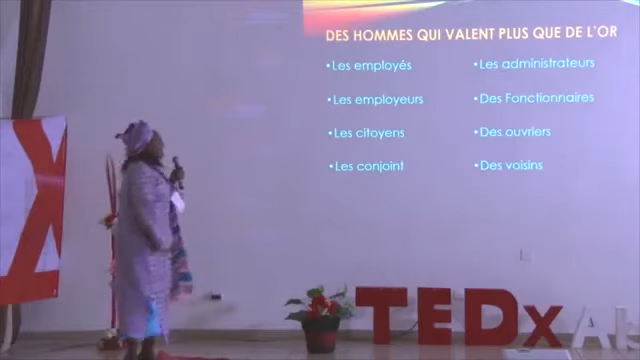 DES HOMMES QUI VALENT PLUS QUE DE L'OR
•Les employés
•Les employeurs
•Les citoyens
•Les conjoint
•Les administrateurs
•Des Fonctionnaires
•Des ouvriers
•Des voisins
TEDx